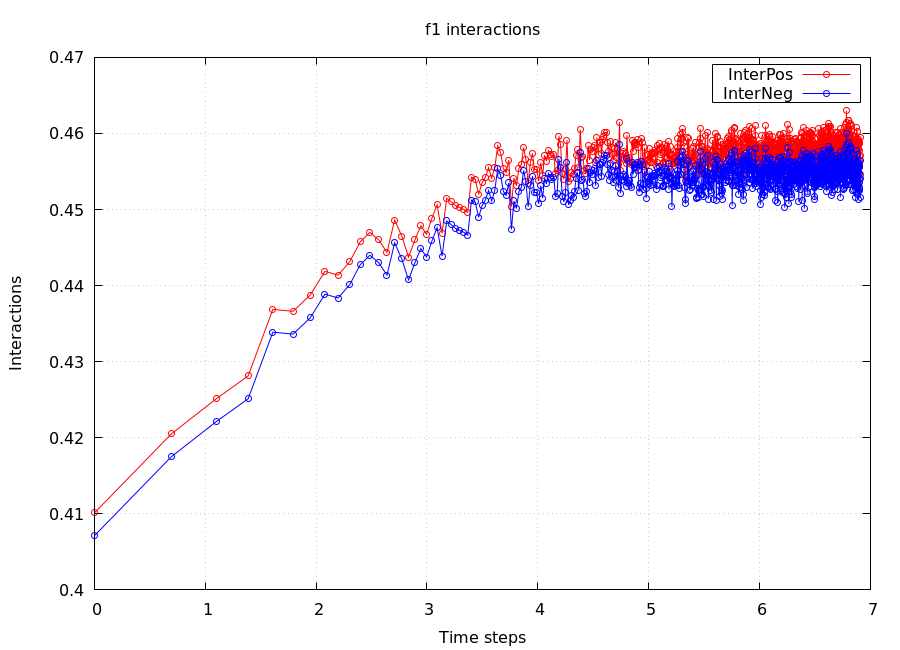 f1 interactions
0.47
0.46
0.45
0.44
0.43
0.42
0.41
0.4
Interactions
InterPos
InterNeg
0 1 2 3 4 5 6 7
Time steps